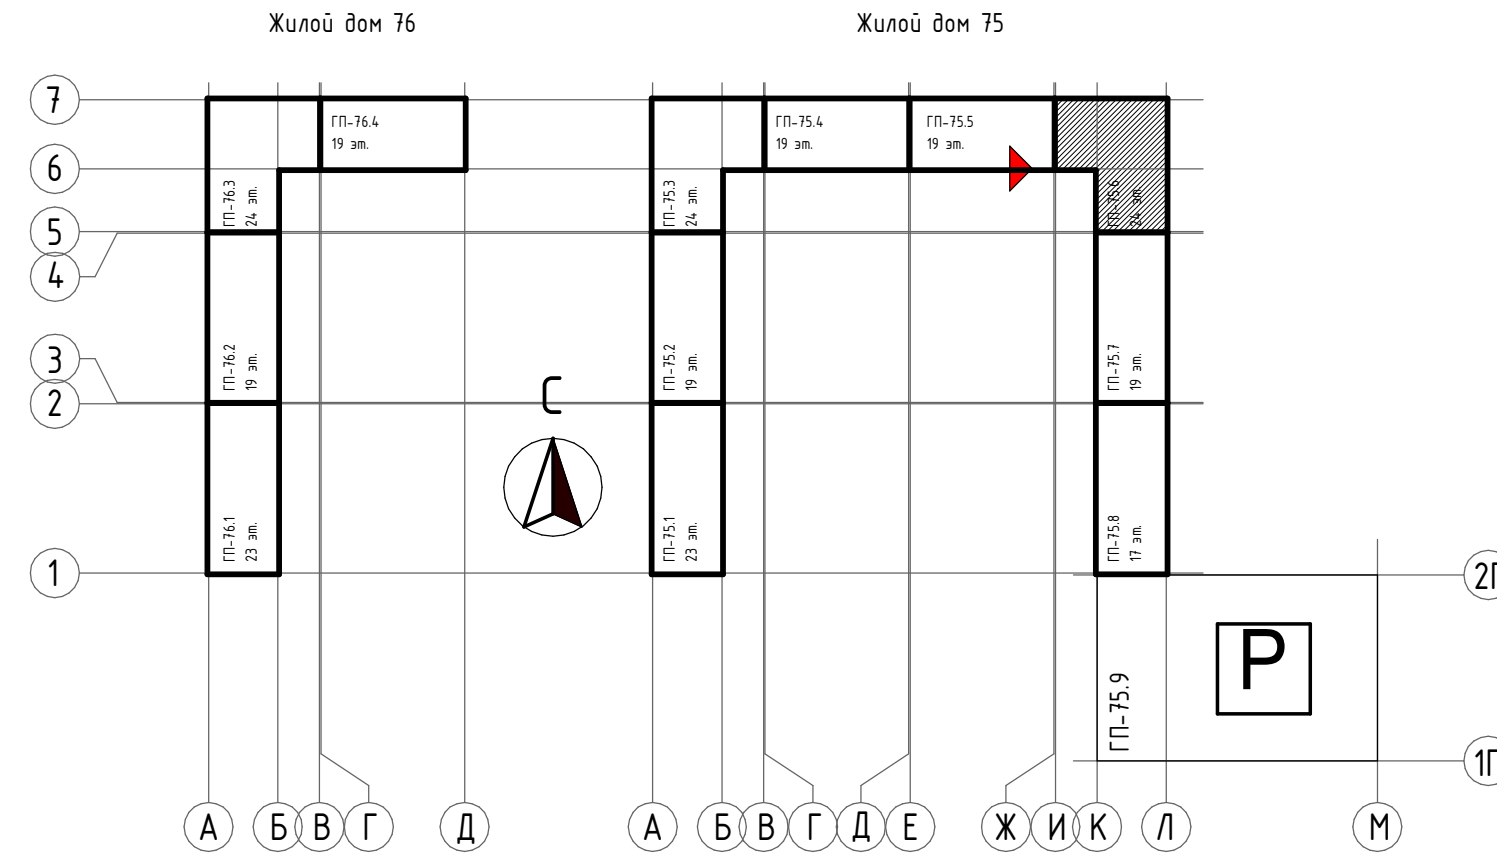 Жилой дом 76
Жилой дом 75
7
6
5
4
3
2
1
ГП-76.4
19 эт.
ГП-76.3
24 эт.
ГП-76.2
19 эт.
ГП-76.1
23 эт.
С
ГП-75.4
19 эт.
ГП-75.5
19 эт.
ГП-75.3
24 эт.
ГП-75.6
24 эт.
ГП-75.2
19 эт.
ГП-75.7
19 эт.
ГП-75.1
23 эт.
ГП-75.8
17 эт.
2П
P
ГП-75.9
1П
А
Б
В
Г
Д
А
Б
В
Г
Д
Е
Ж
И
К
Л
М